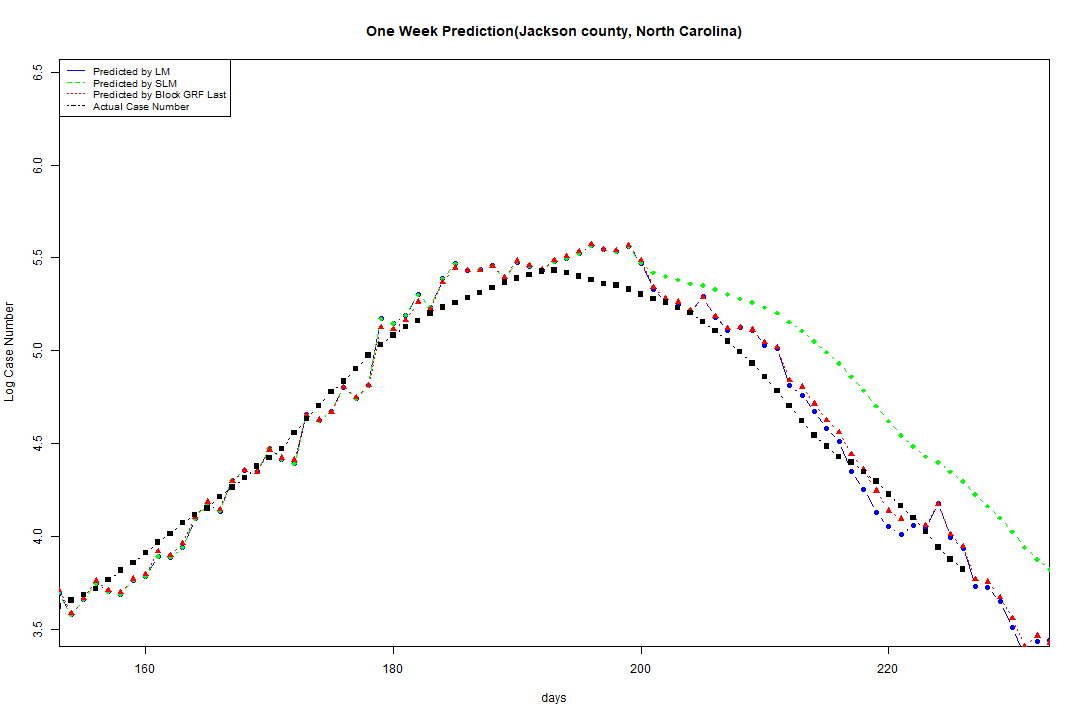 One Week Prediction(Jackson county, North Carolina)
Predicted by LM
Predicted by SLM
Predicted by Block GRF Last
Actual Case Number
6.5
6.0
5.5
5.0
4.5
4.0
3.5
Log Case Number
160 180 200 220
days